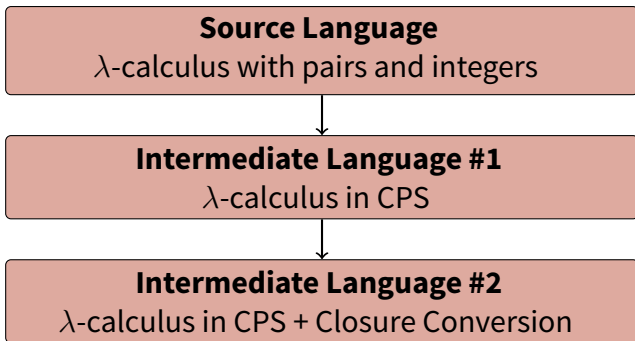 Source Language
λ-calculus with pairs and integers
Intermediate Language #1
λ-calculus in CPS
Intermediate Language #2
λ-calculus in CPS + Closure Conversion